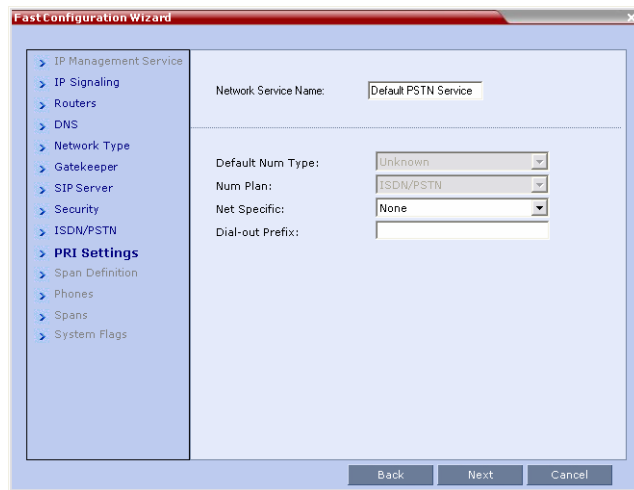 Fast Configuration Wizard
IP Management Service
IP Signaling
Routers
DNS
Network Type
Gatekeeper
SIP Server
Security
ISDN/PSTN
PRI Settings
Span Definition
Phones
Spans
System Flags
Network Service Name: Default PSTN Service
Default Num Type: Unknown
Num Plan: ISDN/PSTN
Net Specific: None
Dial-out Prefix:
Back Next Cancel